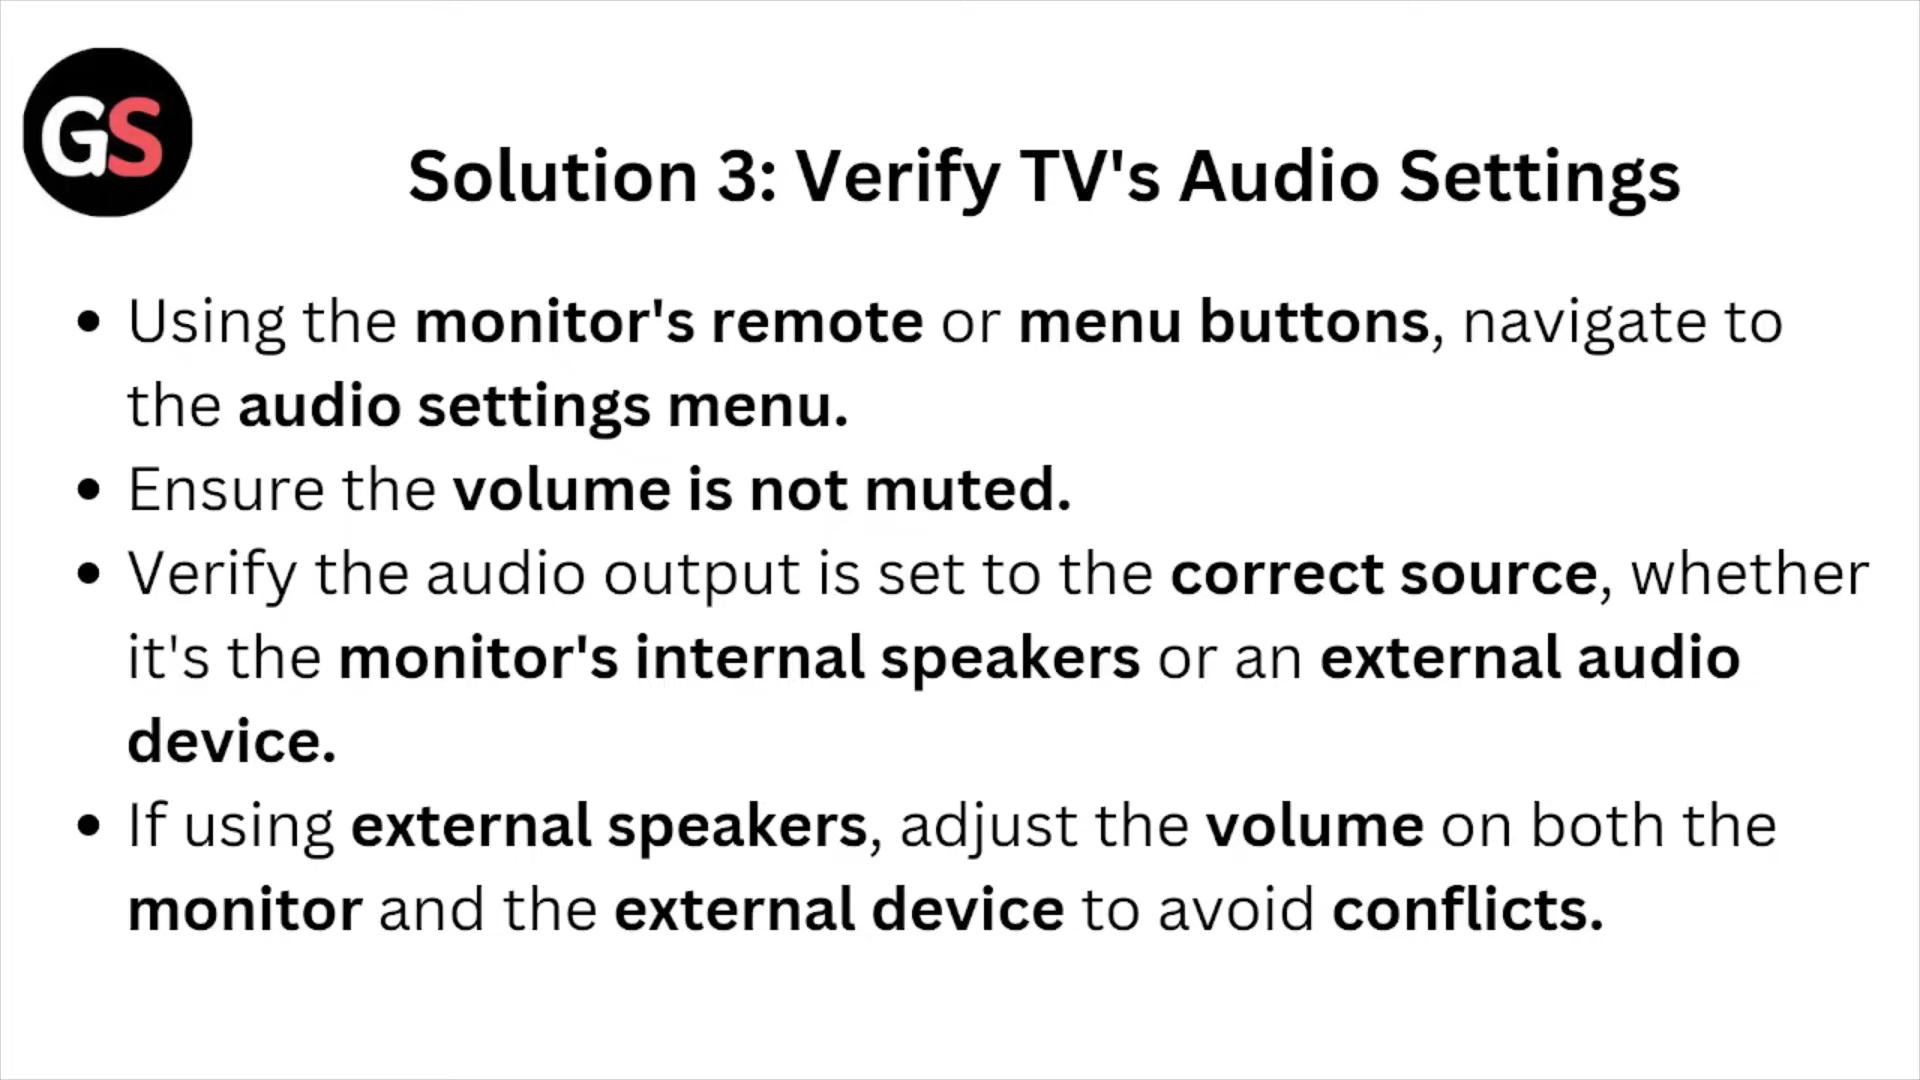 GS
Solution 3: Verify TV's Audio Settings
• Using the monitor's remote or menu buttons, navigate to
the audio settings menu.
• Ensure the volume is not muted.
• Verify the audio output is set to the correct source, whether
it's the monitor's internal speakers or an external audio
device.
• If using external speakers, adjust the volume on both the
monitor and the external device to avoid conflicts.